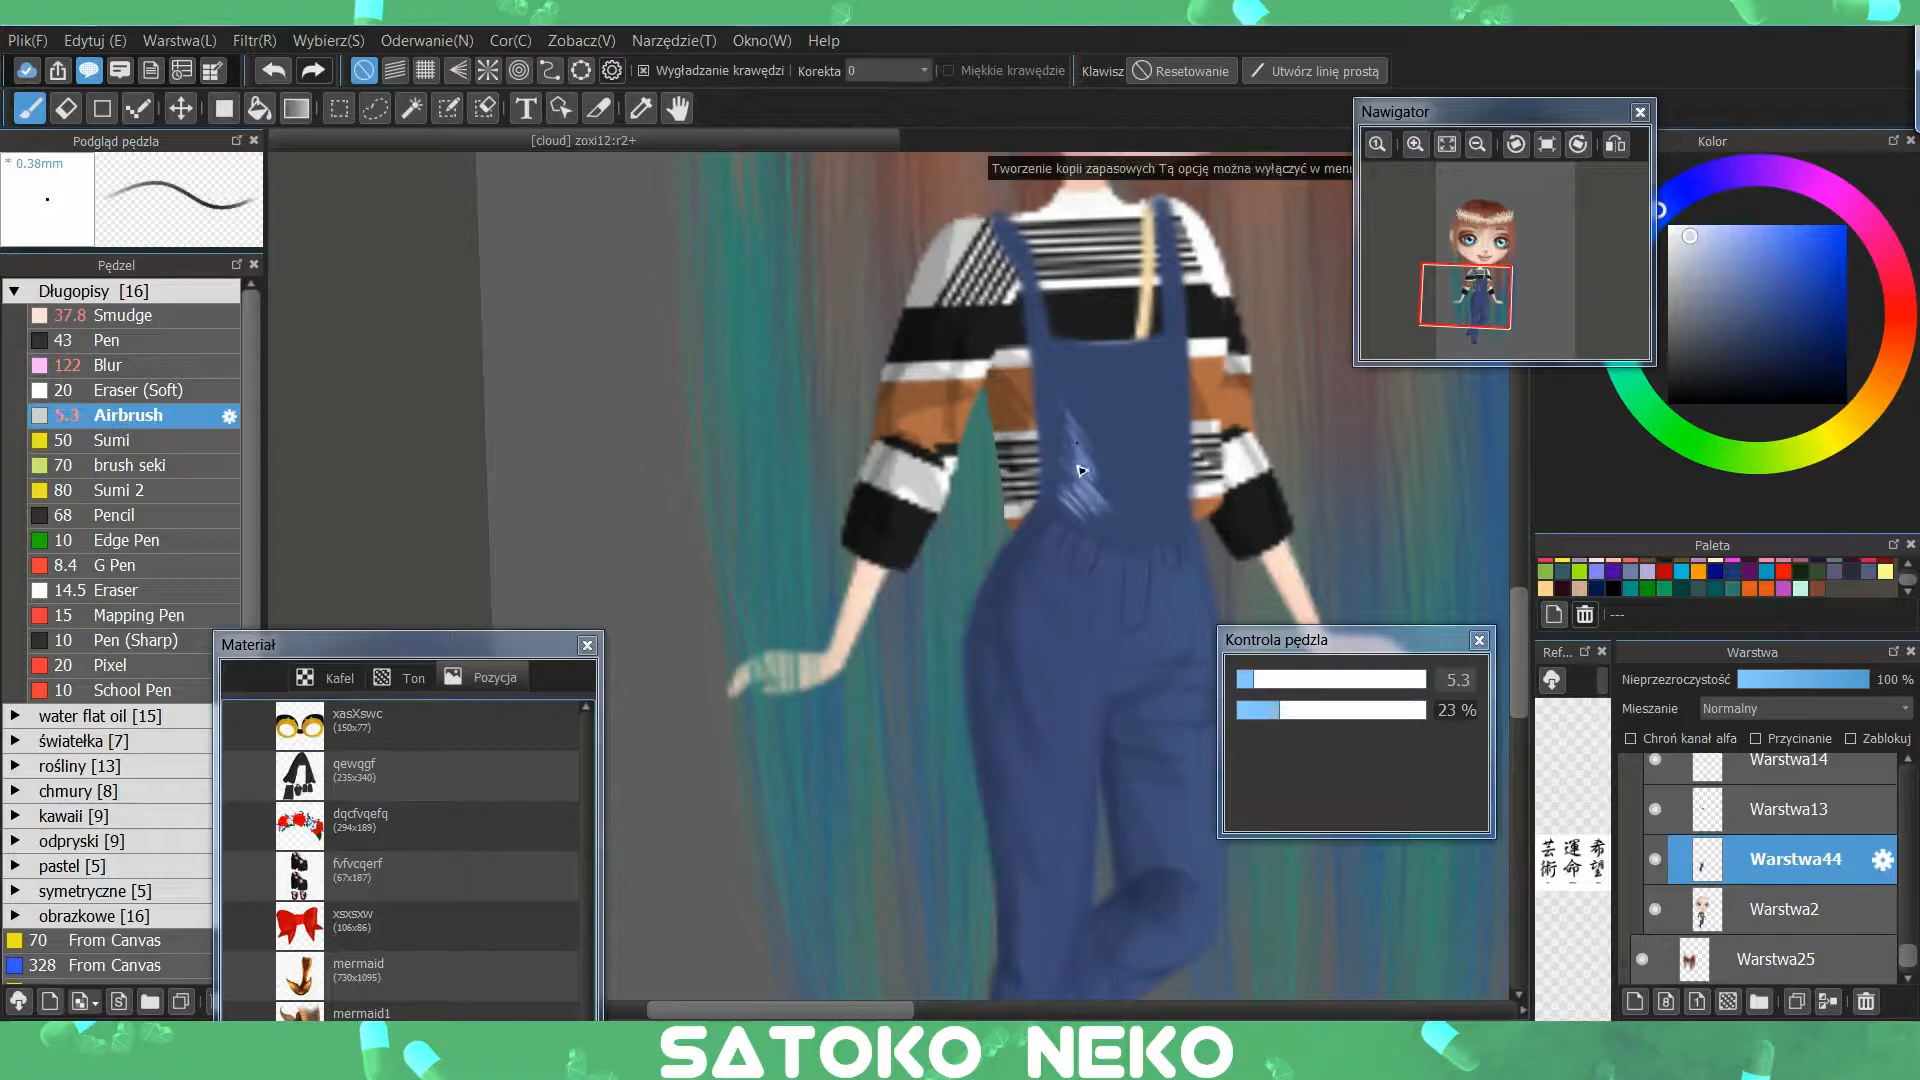 Plik(F) Edytuj (E) Warstwa(L) Filtr(R) Wybierz(S) Oderwanie(N) Cor(C) Zobacz(V) Narzędzie(T) Okno(W) Help
Wygładzanie krawędzi Korekta 0 Miękkie krawędzie Klawisz Resetowanie Utwórz linię prostą
Podgląd pędzla
[cloud] zoxi12:r2+
* 0.38mm
Tworzenie kopii zapasowych Tą opcję można wyłączyć w menu
Nawigator
Kolor
Pędzel
Długopisy [16]
37.8 Smudge
43 Pen
122 Blur
20 Eraser (Soft)
5.3 Airbrush
50 Sumi
70 brush seki
80 Sumi 2
68 Pencil
10 Edge Pen
8.4 G Pen
14.5 Eraser
15 Mapping Pen
10 Pen (Sharp)
20 Pixel
10 School Pen
water flat oil [15]
światełka [7]
rośliny [13]
chmury [8]
kawaii [9]
odpryski [9]
pastel [5]
symetryczne [5]
obrazkowe [16]
70 From Canvas
328 From Canvas
Materiał
Kafel Ton Pozycja
xasXswc
(150x77)
qewqgf
(235x340)
dqcfvqefq
(294x189)
fvfvcqerf
(67x187)
xsxsxw
(106x86)
mermaid
(730x1095)
mermaid1
Kontrola pędzla
5.3
23 %
Paleta
---
Ref...
希望
運命
芸術
Warstwa
Nieprzezroczystość 100 %
Mieszanie Normalny
Chroń kanał alfa Przycinanie Zablokuj
Warstwa14
Warstwa13
Warstwa44
Warstwa2
Warstwa25
SATOKO NEKO